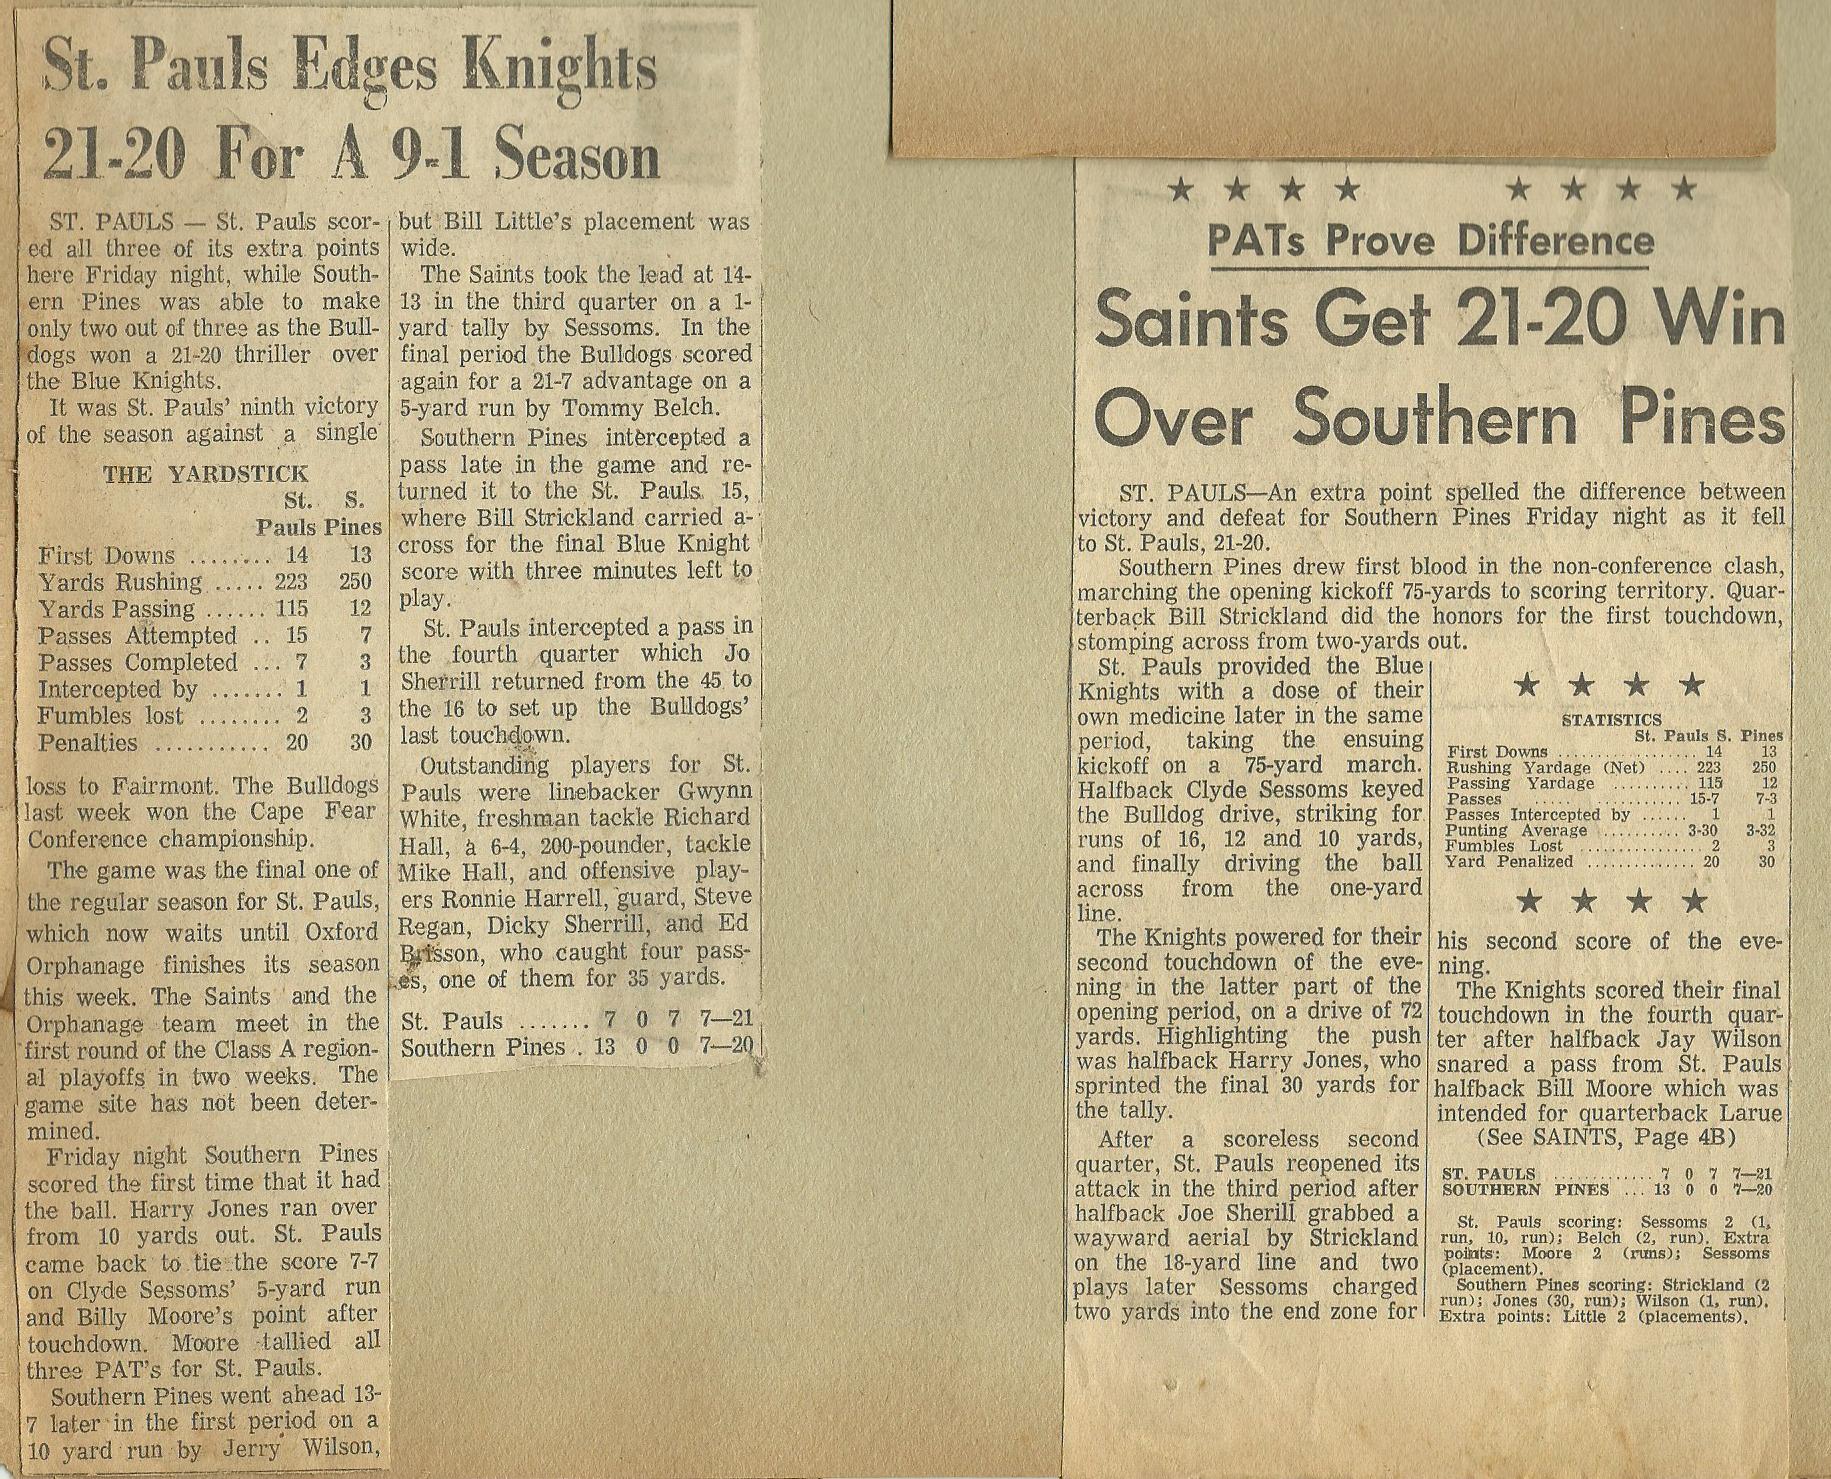 St. Pauls Edges Knights
21-20 For A 9-1 Season
ST. PAULS — St. Pauls scor-
ed all three of its extra points
here Friday night, while South-
ern Pines was able to make
only two out of three as the Bull-
dogs won a 21-20 thriller over
the Blue Knights.
It was St. Pauls' ninth victory
of the season against a single
THE YARDSTICK
St. S.
Pauls Pines
First Downs ........ 14 13
Yards Rushing ..... 223 250
Yards Passing ...... 115 12
Passes Attempted .. 15 7
Passes Completed ... 7 3
Intercepted by ....... 1 1
Fumbles lost ........ 2 3
Penalties ........... 20 30
loss to Fairmont. The Bulldogs
last week won the Cape Fear
Conference championship.
The game was the final one of
the regular season for St. Pauls,
which now waits until Oxford
Orphanage finishes its season
this week. The Saints and the
Orphanage team meet in the
first round of the Class A region-
al playoffs in two weeks. The
game site has not been deter-
mined.
Friday night Southern Pines
scored the first time that it had
the ball. Harry Jones ran over
from 10 yards out. St. Pauls
came back to tie the score 7-7
on Clyde Sessoms' 5-yard run
and Billy Moore's point after
touchdown. Moore tallied all
three PAT's for St. Pauls.
Southern Pines went ahead 13-
7 later in the first period on a
10 yard run by Jerry Wilson,
but Bill Little's placement was
wide.
The Saints took the lead at 14-
13 in the third quarter on a 1-
yard tally by Sessoms. In the
final period the Bulldogs scored
again for a 21-7 advantage on a
5-yard run by Tommy Belch.
Southern Pines intercepted a
pass late in the game and re-
turned it to the St. Pauls 15,
where Bill Strickland carried a-
cross for the final Blue Knight
score with three minutes left to
play.
St. Pauls intercepted a pass in
the fourth quarter which Jo
Sherrill returned from the 45 to
the 16 to set up the Bulldogs'
last touchdown.
Outstanding players for St.
Pauls were linebacker Gwynn
White, freshman tackle Richard
Hall, a 6-4, 200-pounder, tackle
Mike Hall, and offensive play-
ers Ronnie Harrell, guard, Steve
Regan, Dicky Sherrill, and Ed
Brisson, who caught four pass-
es, one of them for 35 yards.
St. Pauls ....... 7 0 7 7—21
Southern Pines . 13 0 0 7—20
★ ★ ★ ★ ★ ★ ★ ★
PATs Prove Difference
Saints Get 21-20 Win
Over Southern Pines
ST. PAULS—An extra point spelled the difference between
victory and defeat for Southern Pines Friday night as it fell
to St. Pauls, 21-20.
Southern Pines drew first blood in the non-conference clash,
marching the opening kickoff 75-yards to scoring territory. Quar-
terback Bill Strickland did the honors for the first touchdown,
stomping across from two-yards out.
St. Pauls provided the Blue
Knights with a dose of their
own medicine later in the same
period, taking the ensuing
kickoff on a 75-yard march.
Halfback Clyde Sessoms keyed
the Bulldog drive, striking for
runs of 16, 12 and 10 yards,
and finally driving the ball
across from the one-yard
line.
The Knights powered for their
second touchdown of the eve-
ning in the latter part of the
opening period, on a drive of 72
yards. Highlighting the push
was halfback Harry Jones, who
sprinted the final 30 yards for
the tally.
After a scoreless second
quarter, St. Pauls reopened its
attack in the third period after
halfback Joe Sherill grabbed a
wayward aerial by Strickland
on the 18-yard line and two
plays later Sessoms charged
two yards into the end zone for
★ ★ ★ ★
STATISTICS
St. Pauls S. Pines
First Downs ................ 14 13
Rushing Yardage (Net) .... 223 250
Passing Yardage .......... 115 12
Passes ..... ........... 15-7 7-3
Passes Intercepted by ...... 1 1
Punting Average .......... 3-30 3-32
Fumbles Lost .............. 2 3
Yard Penalized ............. 20 30
★ ★ ★ ★
his second score of the eve-
ning.
The Knights scored their final
touchdown in the fourth quar-
ter after halfback Jay Wilson
snared a pass from St. Pauls
halfback Bill Moore which was
intended for quarterback Larue
(See SAINTS, Page 4B)
ST. PAULS ............ 7 0 7 7—21
SOUTHERN PINES ... 13 0 0 7—20
St. Pauls scoring: Sessoms 2 (1,
run, 10, run); Belch (2, run). Extra
points: Moore 2 (runs); Sessoms
(placement).
Southern Pines scoring: Strickland (2
run); Jones (30, run); Wilson (1, run).
Extra points: Little 2 (placements).